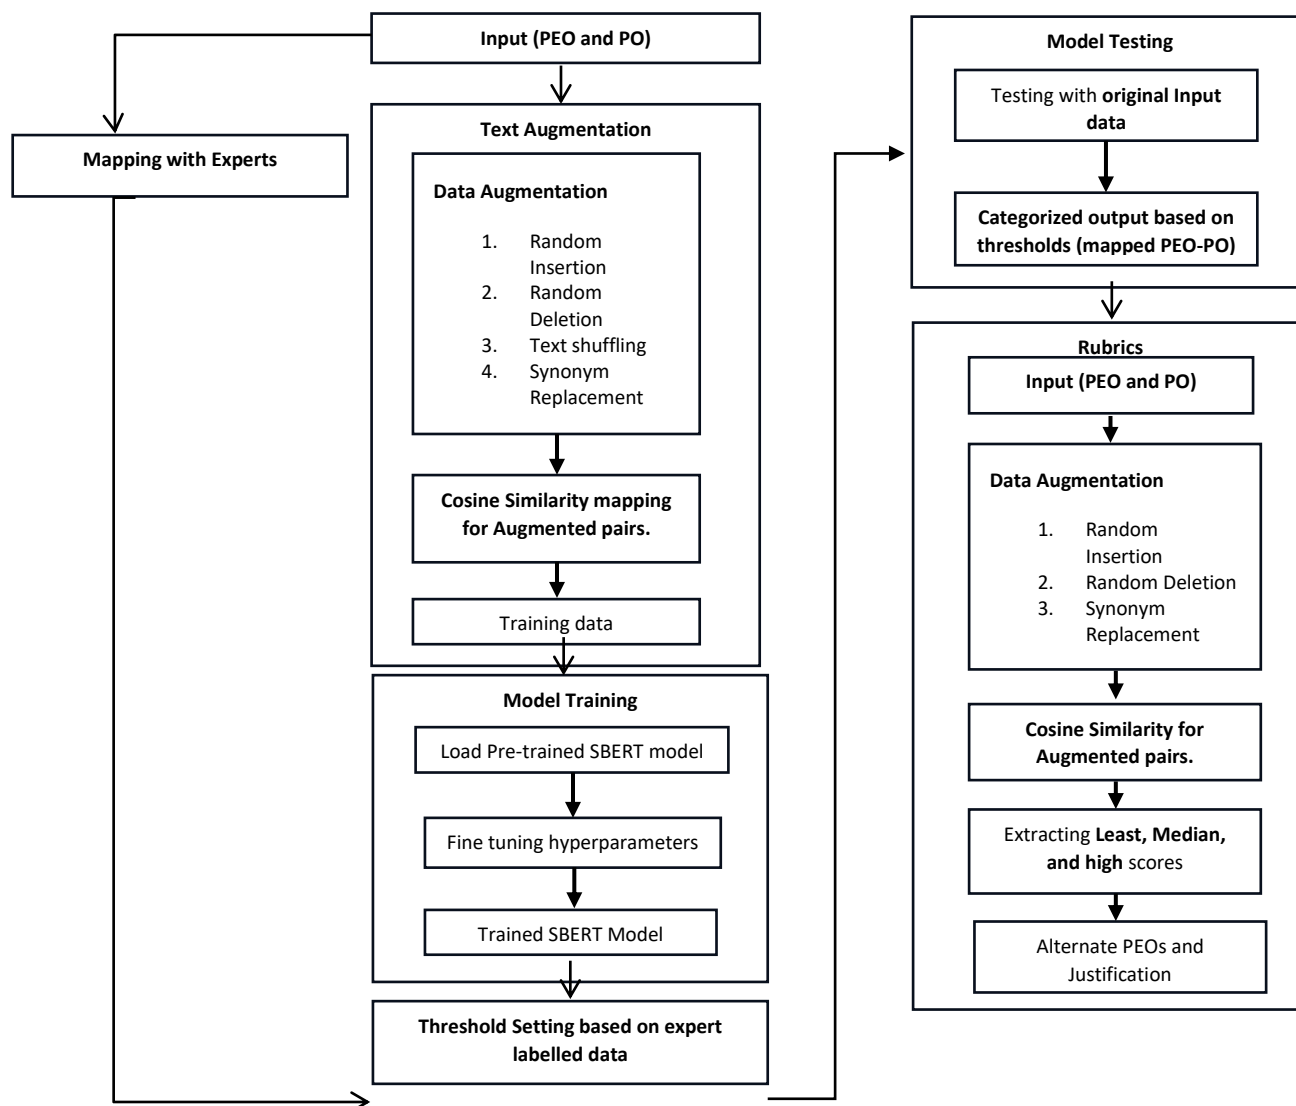 Input (PEO and PO)
Mapping with Experts
Text Augmentation
Data Augmentation
1. Random
Insertion
2. Random
Deletion
3. Text shuffling
4. Synonym
Replacement
Cosine Similarity mapping
for Augmented pairs.
Training data
Model Training
Load Pre-trained SBERT model
Fine tuning hyperparameters
Trained SBERT Model
Threshold Setting based on expert
labelled data
Model Testing
Testing with original Input
data
Categorized output based on
thresholds (mapped PEO-PO)
Rubrics
Input (PEO and PO)
Data Augmentation
1. Random
Insertion
2. Random Deletion
3. Synonym
Replacement
Cosine Similarity for
Augmented pairs.
Extracting Least, Median,
and high scores
Alternate PEOs and
Justification